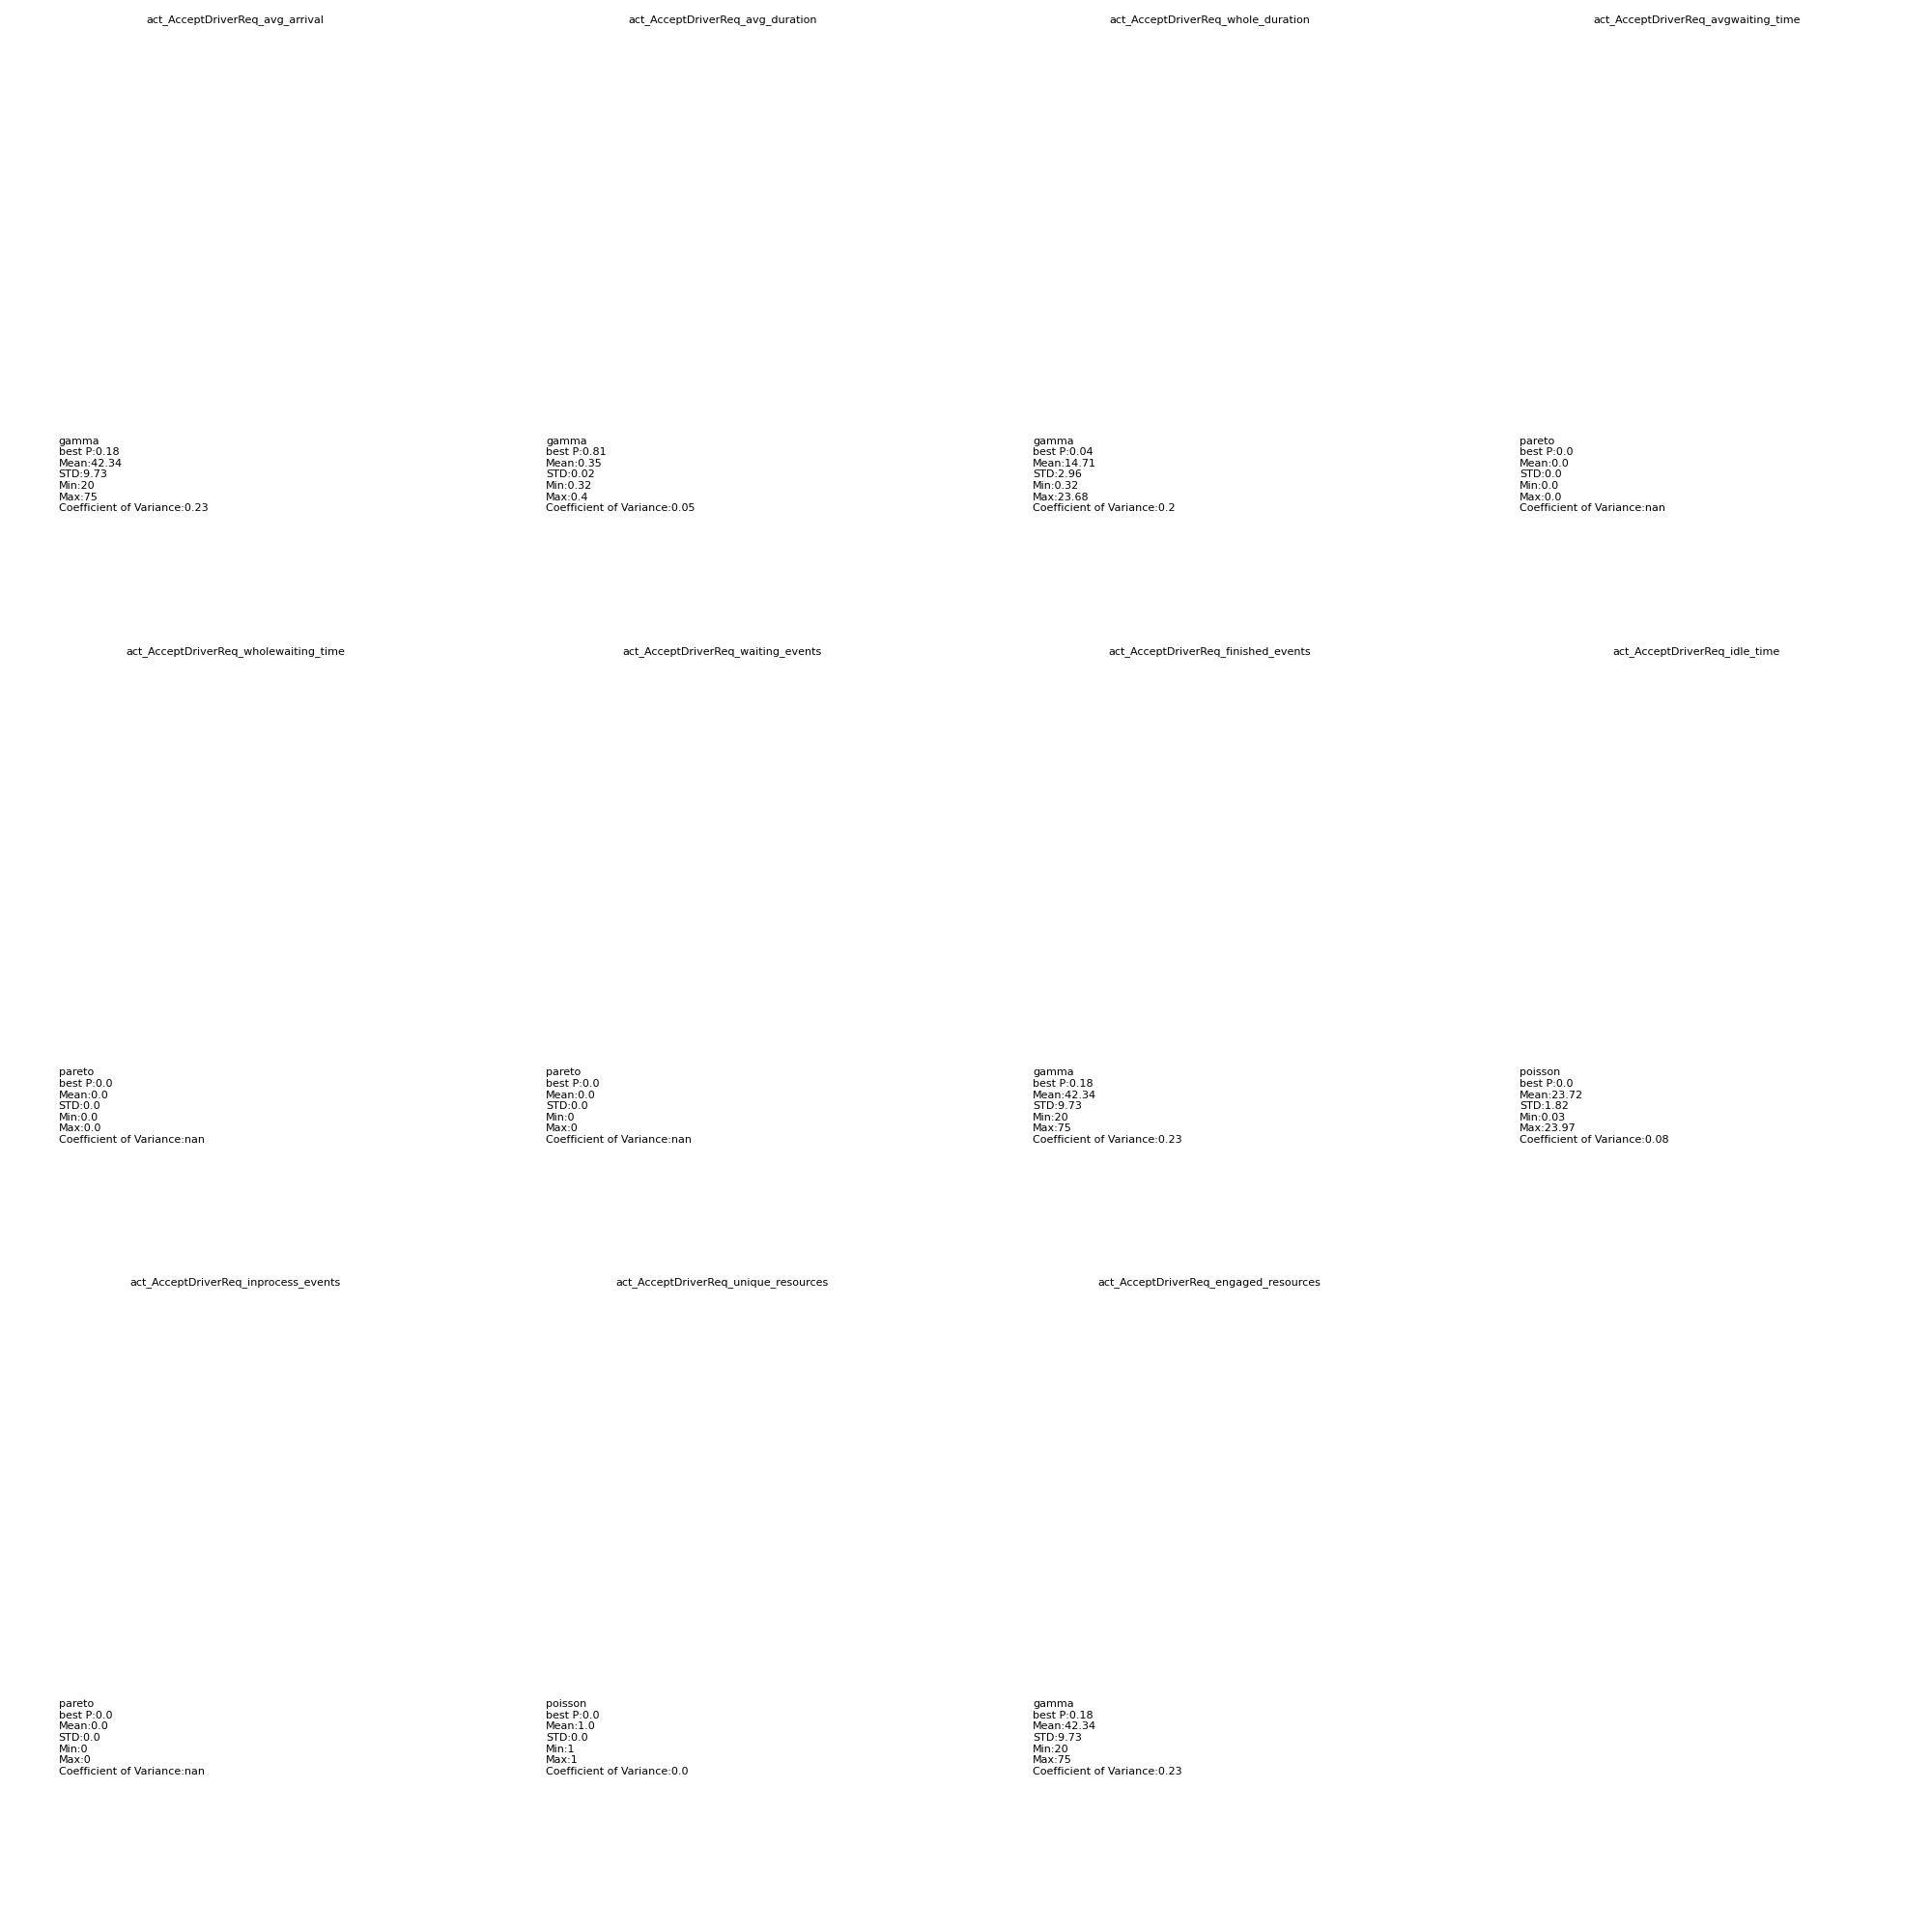 act_AcceptDriverReq_avg_arrival
gamma
best P:0.18
Mean:42.34
STD:9.73
Min:20
Max:75
Coefficient of Variance:0.23
act_AcceptDriverReq_avg_duration
gamma
best P:0.81
Mean:0.35
STD:0.02
Min:0.32
Max:0.4
Coefficient of Variance:0.05
act_AcceptDriverReq_whole_duration
gamma
best P:0.04
Mean:14.71
STD:2.96
Min:0.32
Max:23.68
Coefficient of Variance:0.2
act_AcceptDriverReq_avgwaiting_time
pareto
best P:0.0
Mean:0.0
STD:0.0
Min:0.0
Max:0.0
Coefficient of Variance:nan
act_AcceptDriverReq_wholewaiting_time
pareto
best P:0.0
Mean:0.0
STD:0.0
Min:0.0
Max:0.0
Coefficient of Variance:nan
act_AcceptDriverReq_waiting_events
pareto
best P:0.0
Mean:0.0
STD:0.0
Min:0
Max:0
Coefficient of Variance:nan
act_AcceptDriverReq_finished_events
gamma
best P:0.18
Mean:42.34
STD:9.73
Min:20
Max:75
Coefficient of Variance:0.23
act_AcceptDriverReq_idle_time
poisson
best P:0.0
Mean:23.72
STD:1.82
Min:0.03
Max:23.97
Coefficient of Variance:0.08
act_AcceptDriverReq_inprocess_events
pareto
best P:0.0
Mean:0.0
STD:0.0
Min:0
Max:0
Coefficient of Variance:nan
act_AcceptDriverReq_unique_resources
poisson
best P:0.0
Mean:1.0
STD:0.0
Min:1
Max:1
Coefficient of Variance:0.0
act_AcceptDriverReq_engaged_resources
gamma
best P:0.18
Mean:42.34
STD:9.73
Min:20
Max:75
Coefficient of Variance:0.23